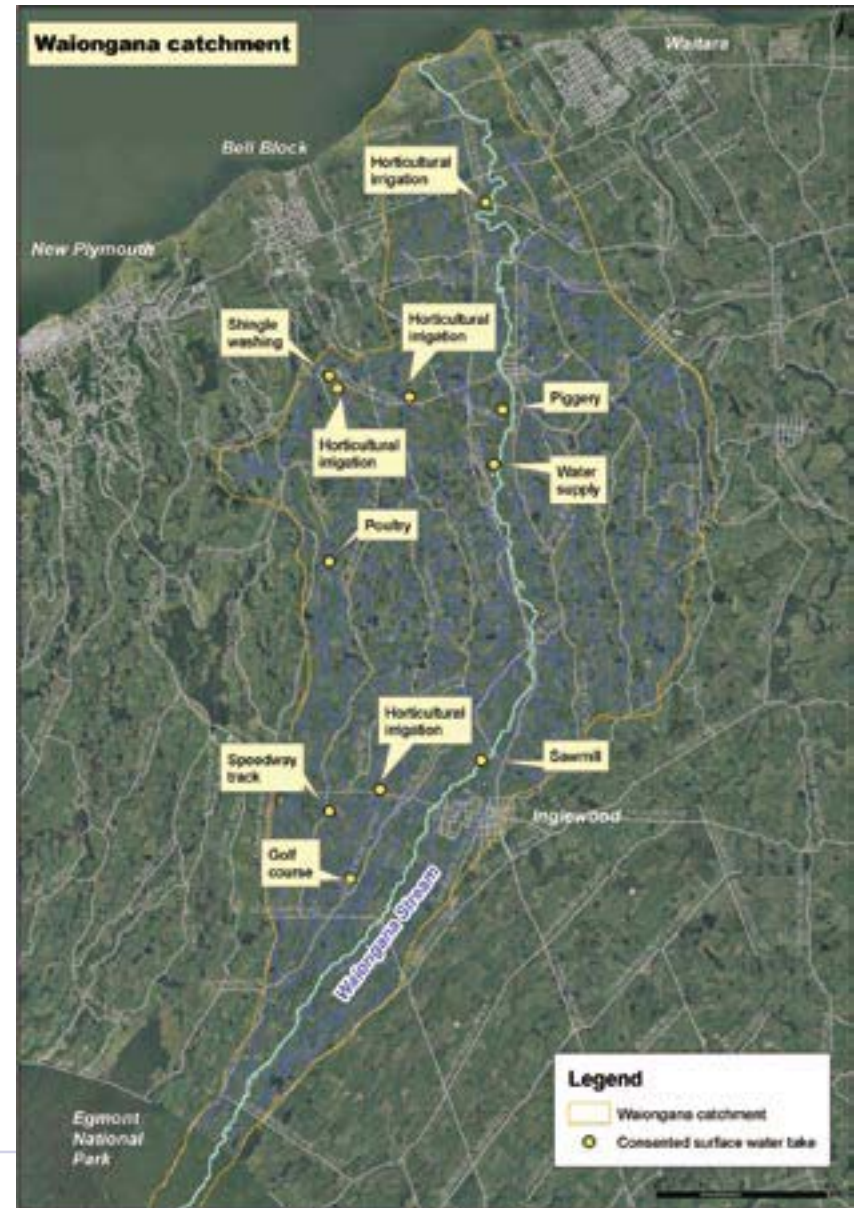 Waiongana catchment
Waitara
Bell Block
Horticultural
irrigation
New Plymouth
Shingle
washing
Horticultural
irrigation
Piggery
Horticultural
irrigation
Water
supply
Poultry
Horticultural
irrigation
Speedway
track
Sawmill
Inglewood
Golf
course
Waiongana Stream
Legend
Waiongana catchment
Consented surface water take
Egmont
National
Park